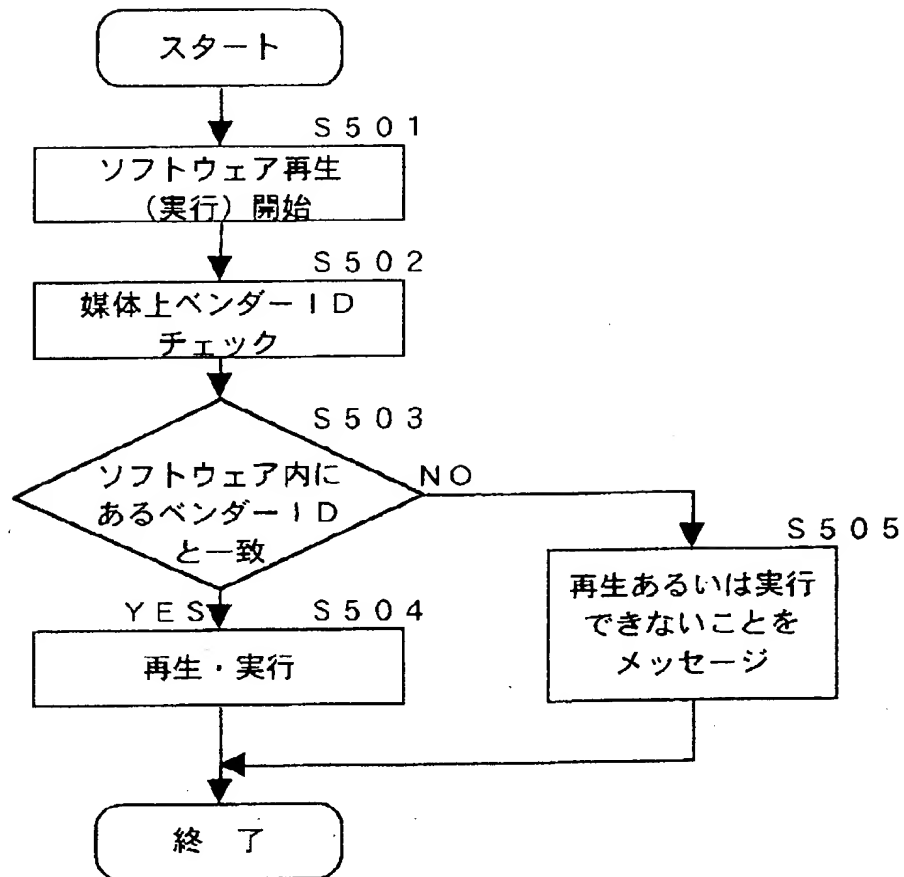 スタート
S501
ソフトウェア再生
(実行)開始
S502
媒体上ベンダーID
チェック
S503
ソフトウェア内に
あるベンダーID
と一致
NO
YES
S504
再生・実行
S505
再生あるいは実行
できないことを
メッセージ
終 了